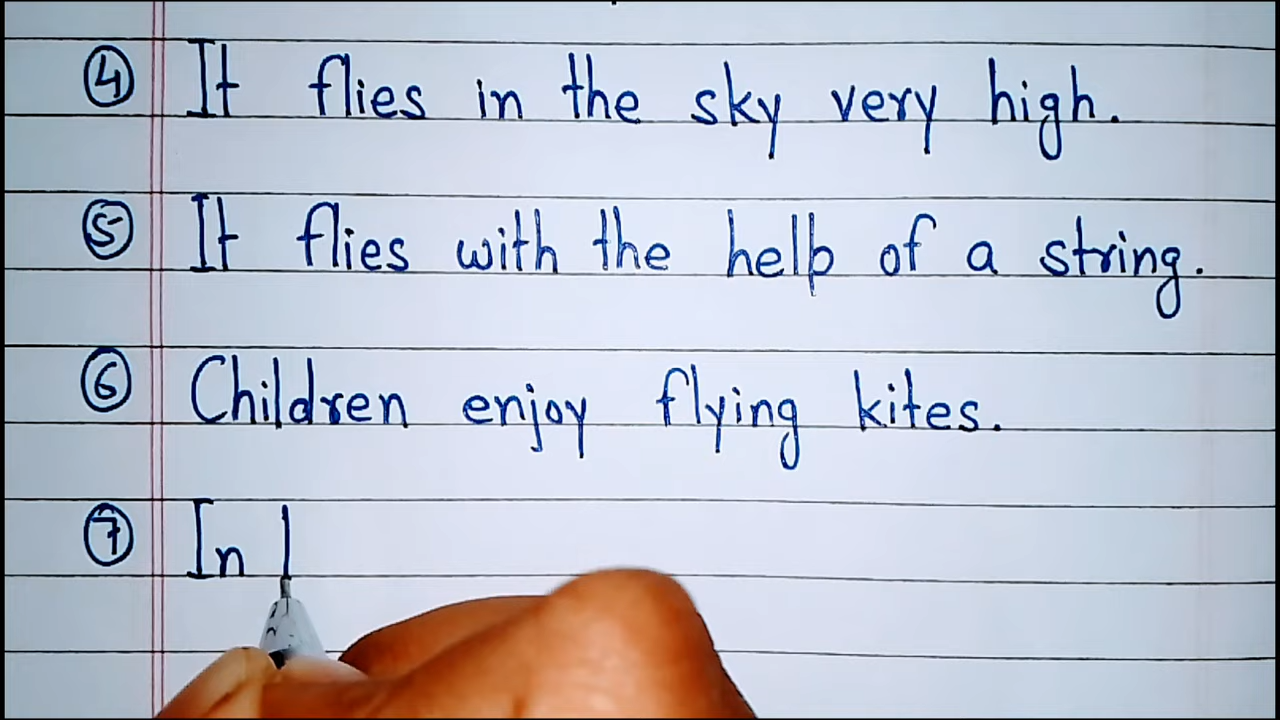 ④ It flies in the sky very high.
⑤ It flies with the help of a string.
⑥ Children enjoy flying kites.
⑦ In